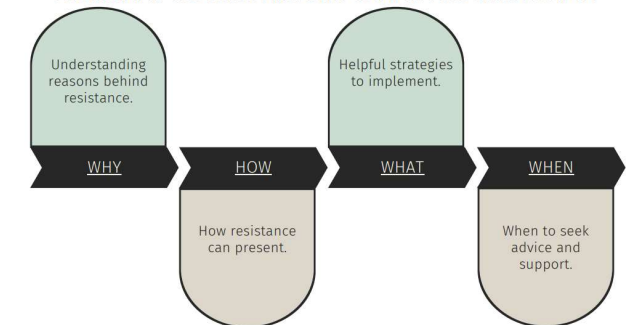 Understanding
reasons behind
resistance.
Helpful strategies
to implement.
WHY
HOW
WHAT
WHEN
How resistance
can present.
When to seek
advice and
support.